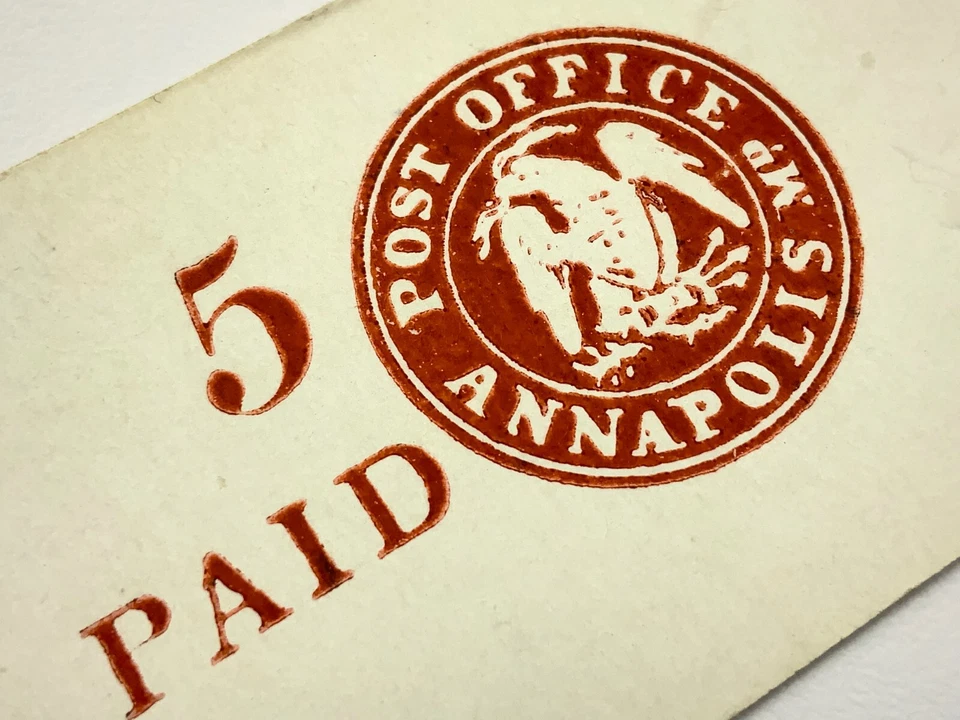 POST OFFICE
ANNAPOLIS Md
5
PAID